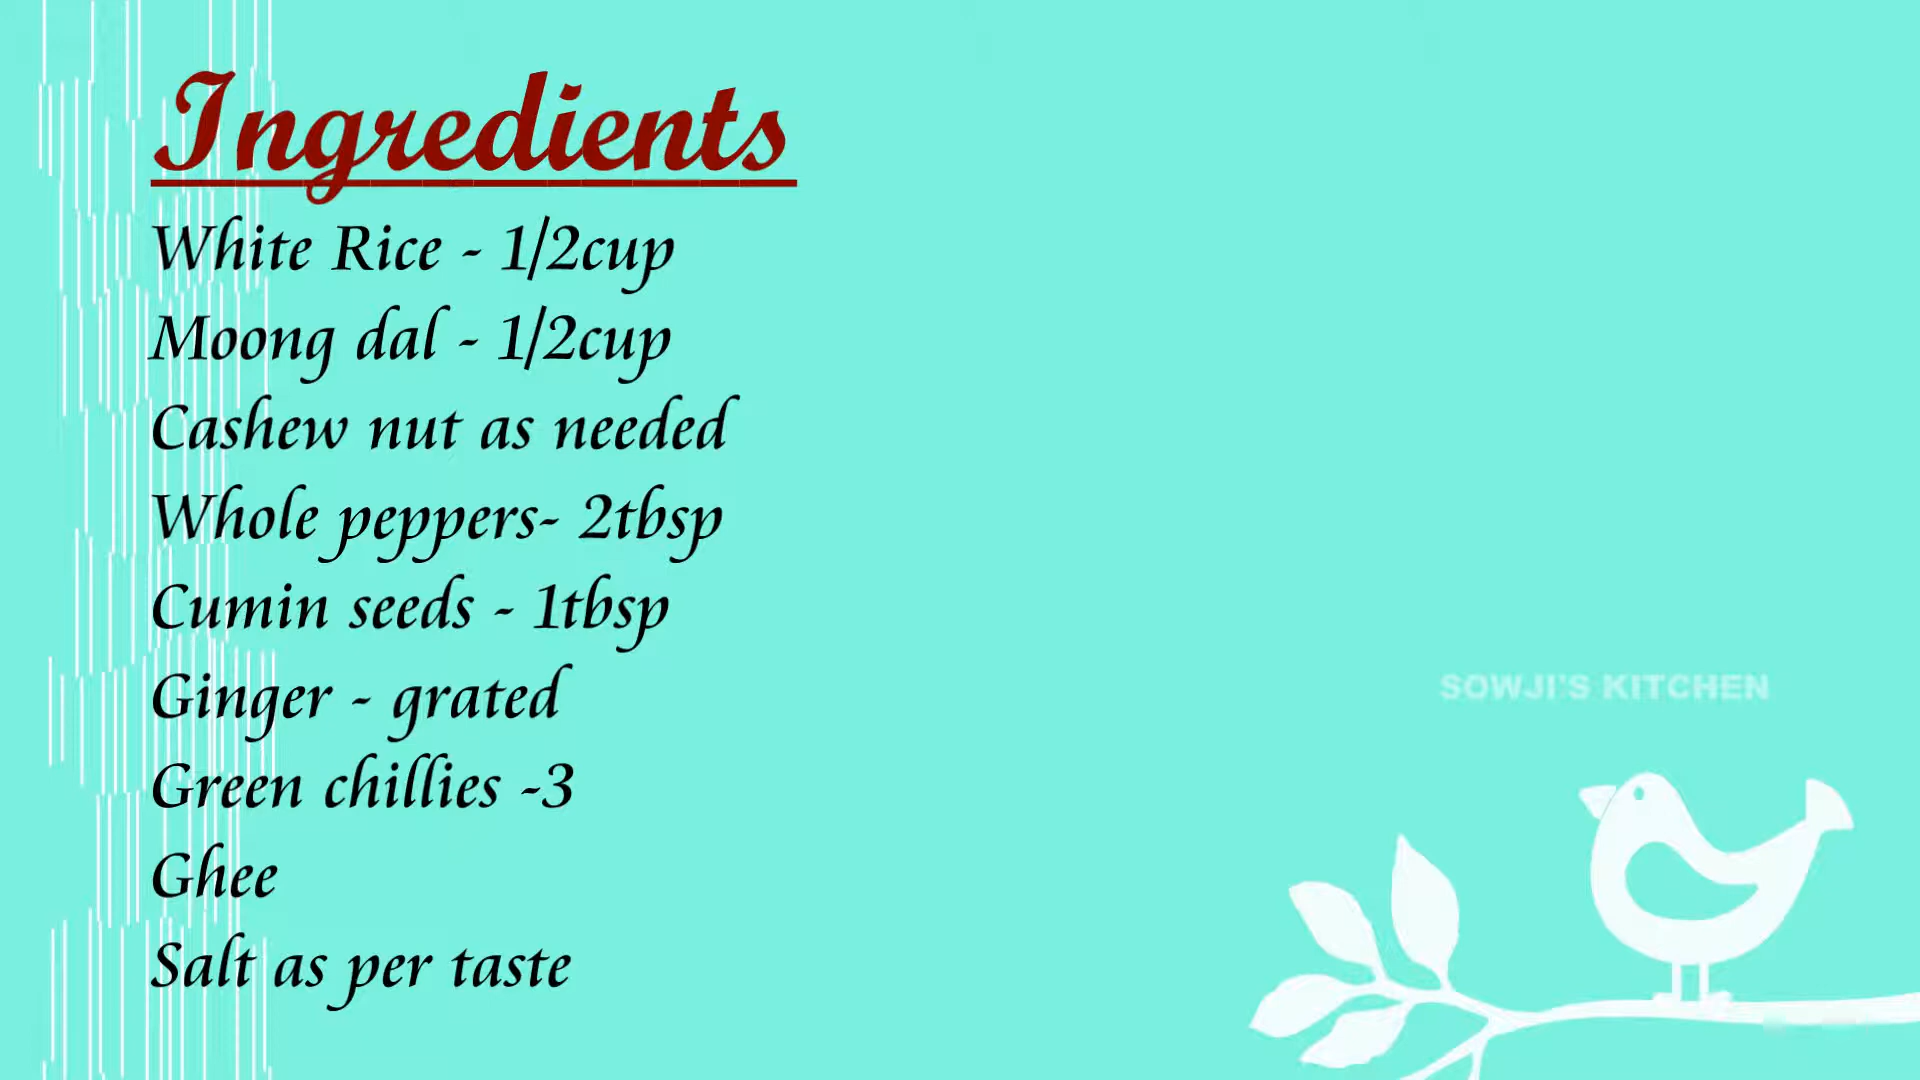 Ingredients
White Rice - 1/2cup
Moong dal - 1/2cup
Cashew nut as needed
Whole peppers- 2tbsp
Cumin seeds - 1tbsp
Ginger - grated
Green chillies -3
Ghee
Salt as per taste
SOWJI'S KITCHEN